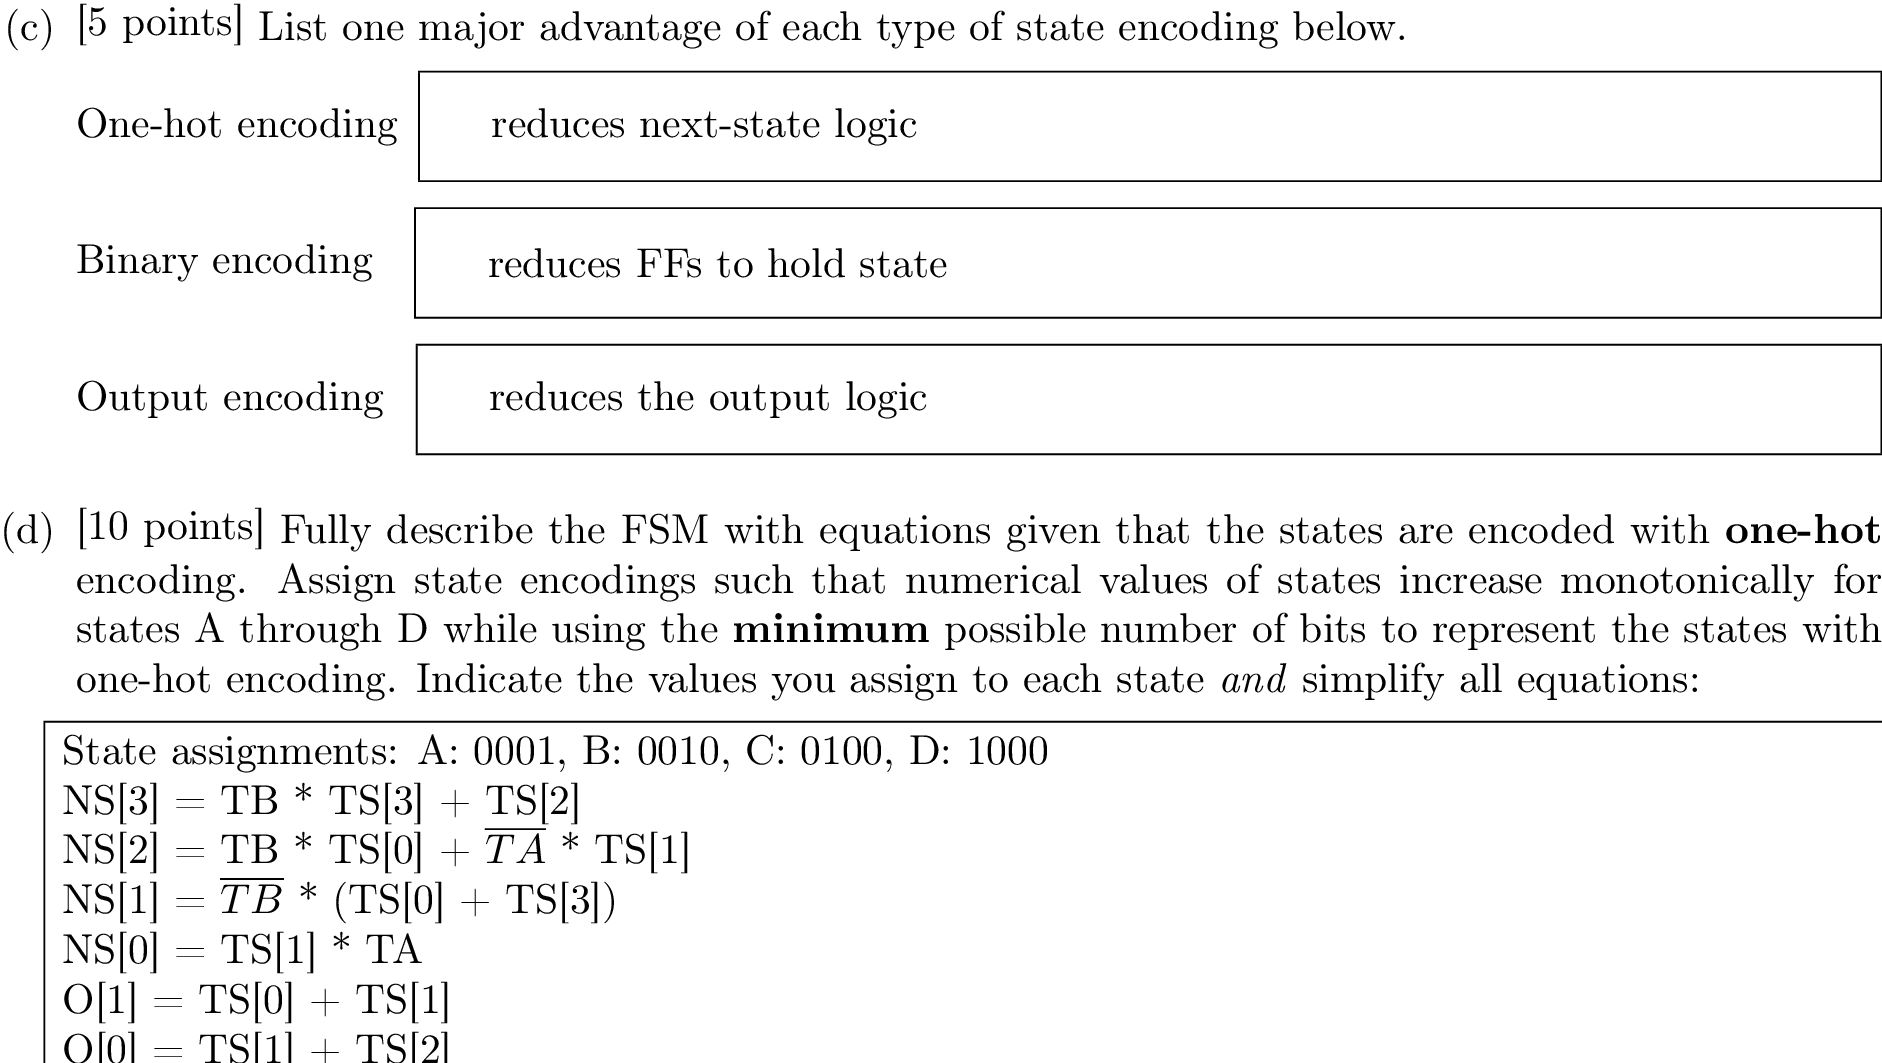 (c) [5 points] List one major advantage of each type of state encoding below.
One-hot encoding reduces next-state logic
Binary encoding reduces FFs to hold state
Output encoding reduces the output logic
(d) [10 points] Fully describe the FSM with equations given that the states are encoded with one-hot
encoding. Assign state encodings such that numerical values of states increase monotonically for
states A through D while using the minimum possible number of bits to represent the states with
one-hot encoding. Indicate the values you assign to each state and simplify all equations:
State assignments: A: 0001, B: 0010, C: 0100, D: 1000
NS[3] = TB * TS[3] + TS[2]
NS[2] = TB * TS[0] + \overline{TA} * TS[1]
NS[1] = \overline{TB} * (TS[0] + TS[3])
NS[0] = TS[1] * TA
O[1] = TS[0] + TS[1]
O[0] = TS[1] + TS[2]